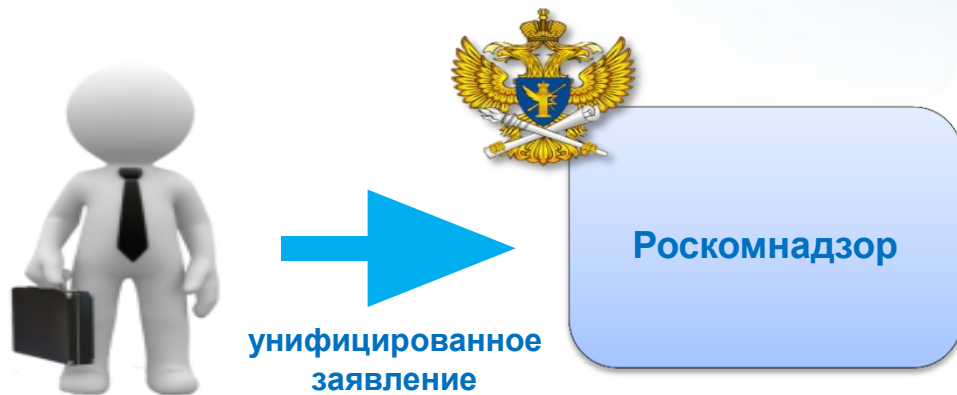 Роскомнадзор
унифицированное
заявление